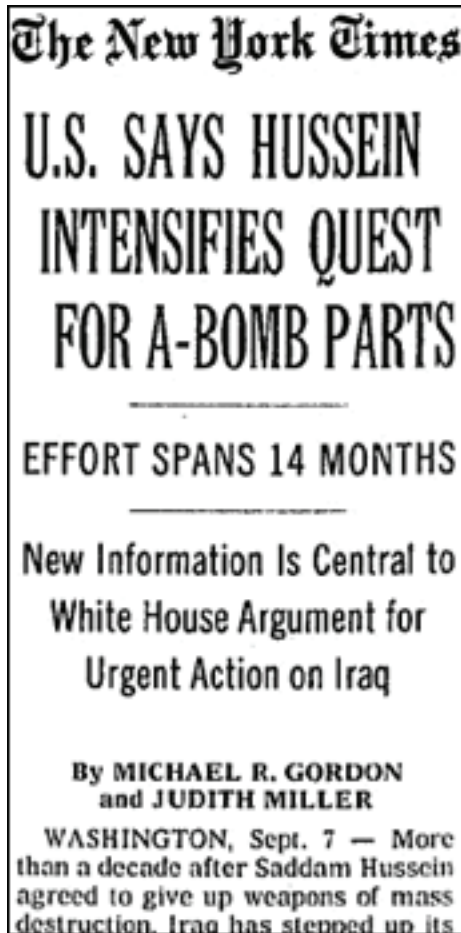 The New York Times
U.S. SAYS HUSSEIN
INTENSIFIES QUEST
FOR A-BOMB PARTS
EFFORT SPANS 14 MONTHS
New Information Is Central to
White House Argument for
Urgent Action on Iraq
By MICHAEL R. GORDON
and JUDITH MILLER
WASHINGTON, Sept. 7 — More
than a decade after Saddam Hussein
agreed to give up weapons of mass
destruction, Iraq has stepped up its